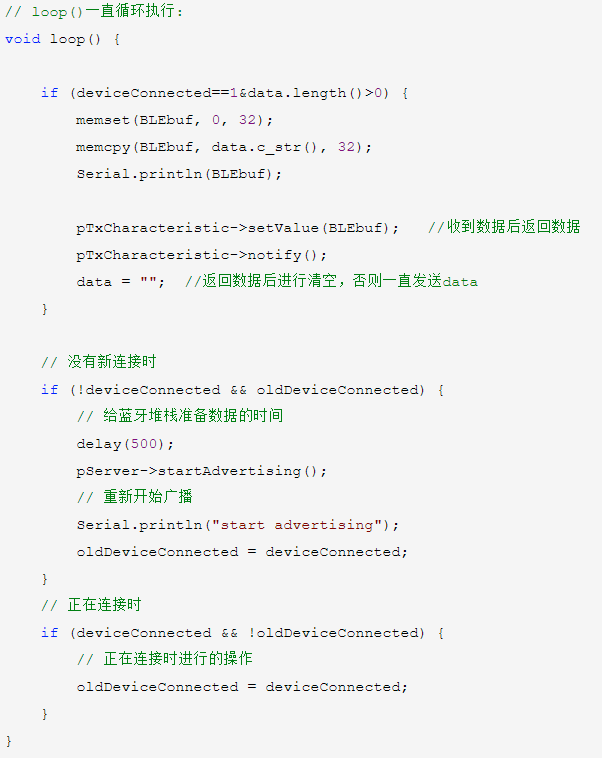 // loop()一直循环执行:
void loop() {
    if (deviceConnected==1&data.length()>0) {
        memset(BLEbuf, 0, 32);
        memcpy(BLEbuf, data.c_str(), 32);
        Serial.println(BLEbuf);
        pTxCharacteristic->setValue(BLEbuf);   //收到数据后返回数据
        pTxCharacteristic->notify();
        data = "";  //返回数据后进行清空，否则一直发送data
    }
    // 没有新连接时
    if (!deviceConnected && oldDeviceConnected) {
        // 给蓝牙堆栈准备数据的时间
        delay(500);
        pServer->startAdvertising();
        // 重新开始广播
        Serial.println("start advertising");
        oldDeviceConnected = deviceConnected;
    }
    // 正在连接时
    if (deviceConnected && !oldDeviceConnected) {
        // 正在连接时进行的操作
        oldDeviceConnected = deviceConnected;
    }
}